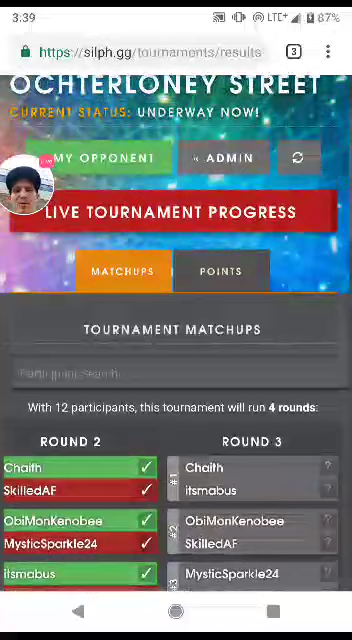 3:39
LTE+
87%
https://silph.gg/tournaments/results
3
OCHTERLONEY STREET
CURRENT STATUS: UNDERWAY NOW!
MY OPPONENT
« ADMIN
LIVE TOURNAMENT PROGRESS
MATCHUPS
POINTS
TOURNAMENT MATCHUPS
Participant Search...
With 12 participants, this tournament will run 4 rounds:
ROUND 2
ROUND 3
Chaith ✓
SkilledAF ✓
#1
Chaith ?
itsmabus ?
ObiMonKenobee ✓
MysticSparkle24 ✓
#2
ObiMonKenobee ?
SkilledAF ?
itsmabus ✓
#3
MysticSparkle24 ?